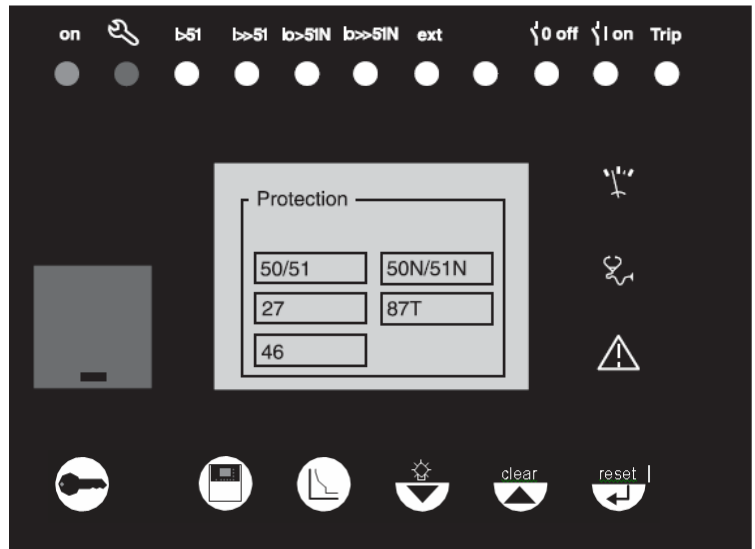 on I>51 I>>51 Io>51N Io>>51N ext 0 off I on Trip
Protection
50/51 50N/51N
27 87T
46
clear reset